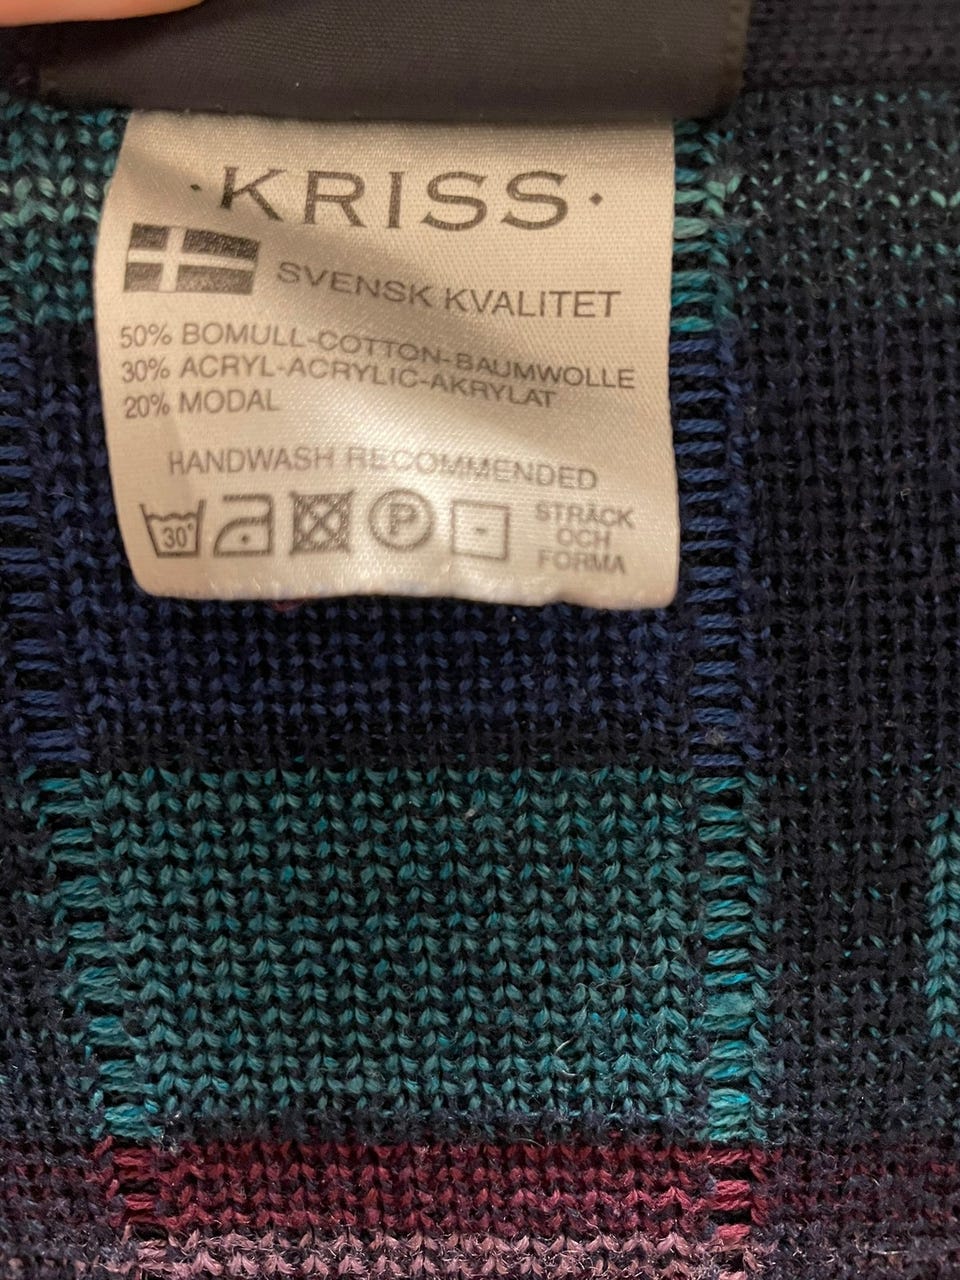 ·KRISS·
SVENSK KVALITET
50% BOMULL-COTTON-BAUMWOLLE
30% ACRYL-ACRYLIC-AKRYLAT
20% MODAL
HANDWASH RECOMMENDED
30° P
STRÄCK
OCH
FORMA